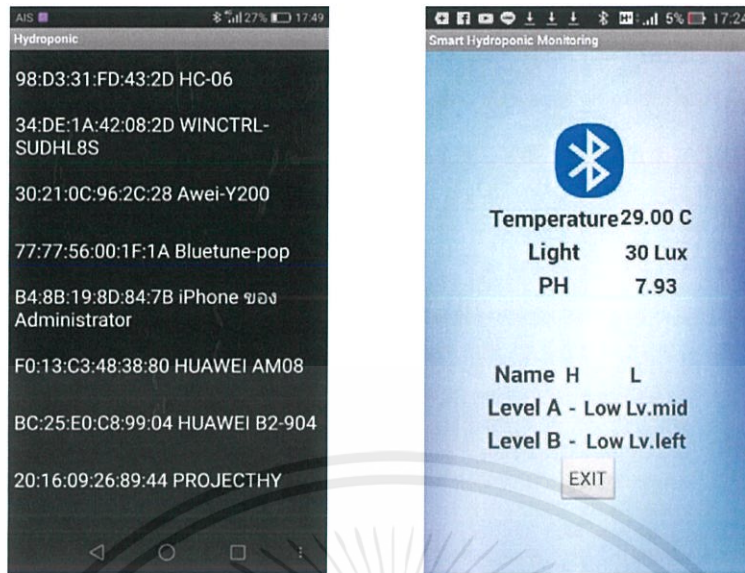 AIS 27% 17:49
Hydroponic
98:D3:31:FD:43:2D HC-06
34:DE:1A:42:08:2D WINCTRL-
SUDHL8S
30:21:0C:96:2C:28 Awei-Y200
77:77:56:00:1F:1A Bluetune-pop
B4:8B:19:8D:84:7B iPhone ของ
Administrator
F0:13:C3:48:38:80 HUAWEI AM08
BC:25:E0:C8:99:04 HUAWEI B2-904
20:16:09:26:89:44 PROJECTHY
5% 17:24
Smart Hydroponic Monitoring
Temperature 29.00 C
Light 30 Lux
PH 7.93
Name H L
Level A - Low Lv.mid
Level B - Low Lv.left
EXIT